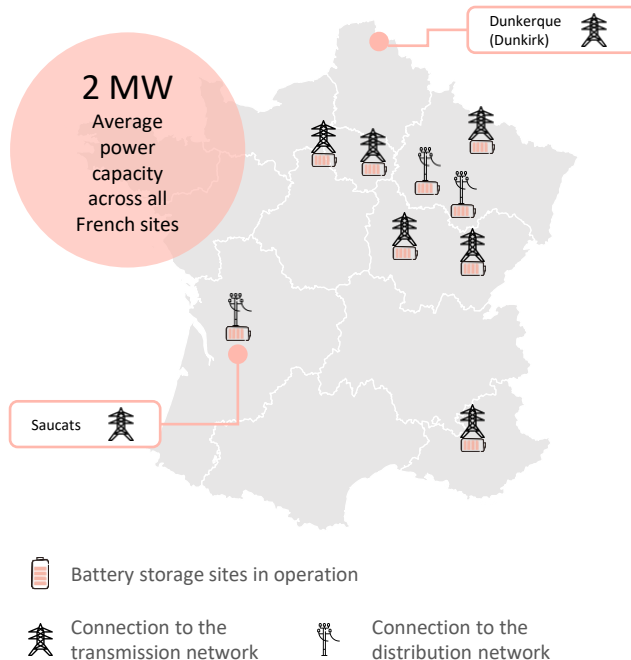 Dunkerque
(Dunkirk)
2 MW
Average
power
capacity
across all
French sites
Saucats
Battery storage sites in operation
Connection to the
transmission network
Connection to the
distribution network